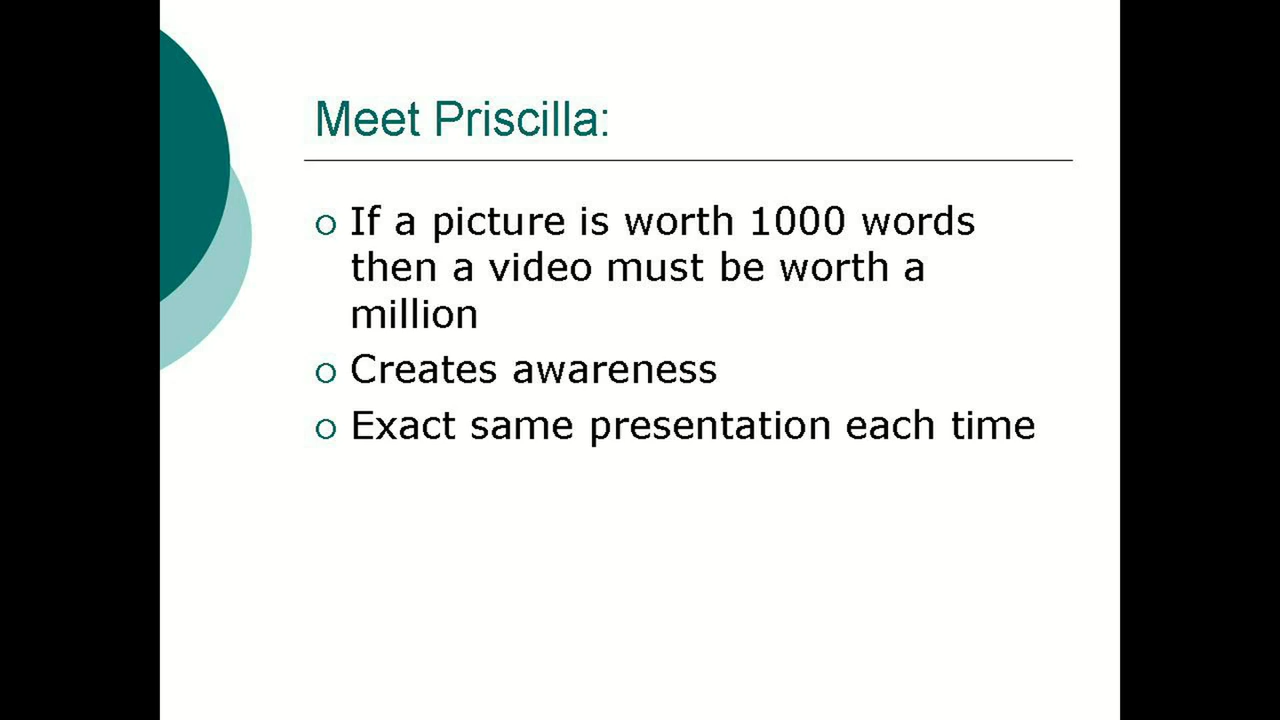 Meet Priscilla:
If a picture is worth 1000 words
then a video must be worth a
million
Creates awareness
Exact same presentation each time